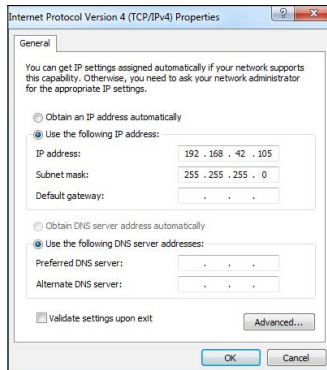 Internet Protocol Version 4 (TCP/IPv4) Properties
General
You can get IP settings assigned automatically if your network supports
this capability. Otherwise, you need to ask your network administrator
for the appropriate IP settings.
Obtain an IP address automatically
Use the following IP address:
IP address: 192 . 168 . 42 . 105
Subnet mask: 255 . 255 . 255 . 0
Default gateway: . . .
Obtain DNS server address automatically
Use the following DNS server addresses:
Preferred DNS server: . . .
Alternate DNS server: . . .
Validate settings upon exit
Advanced...
OK Cancel